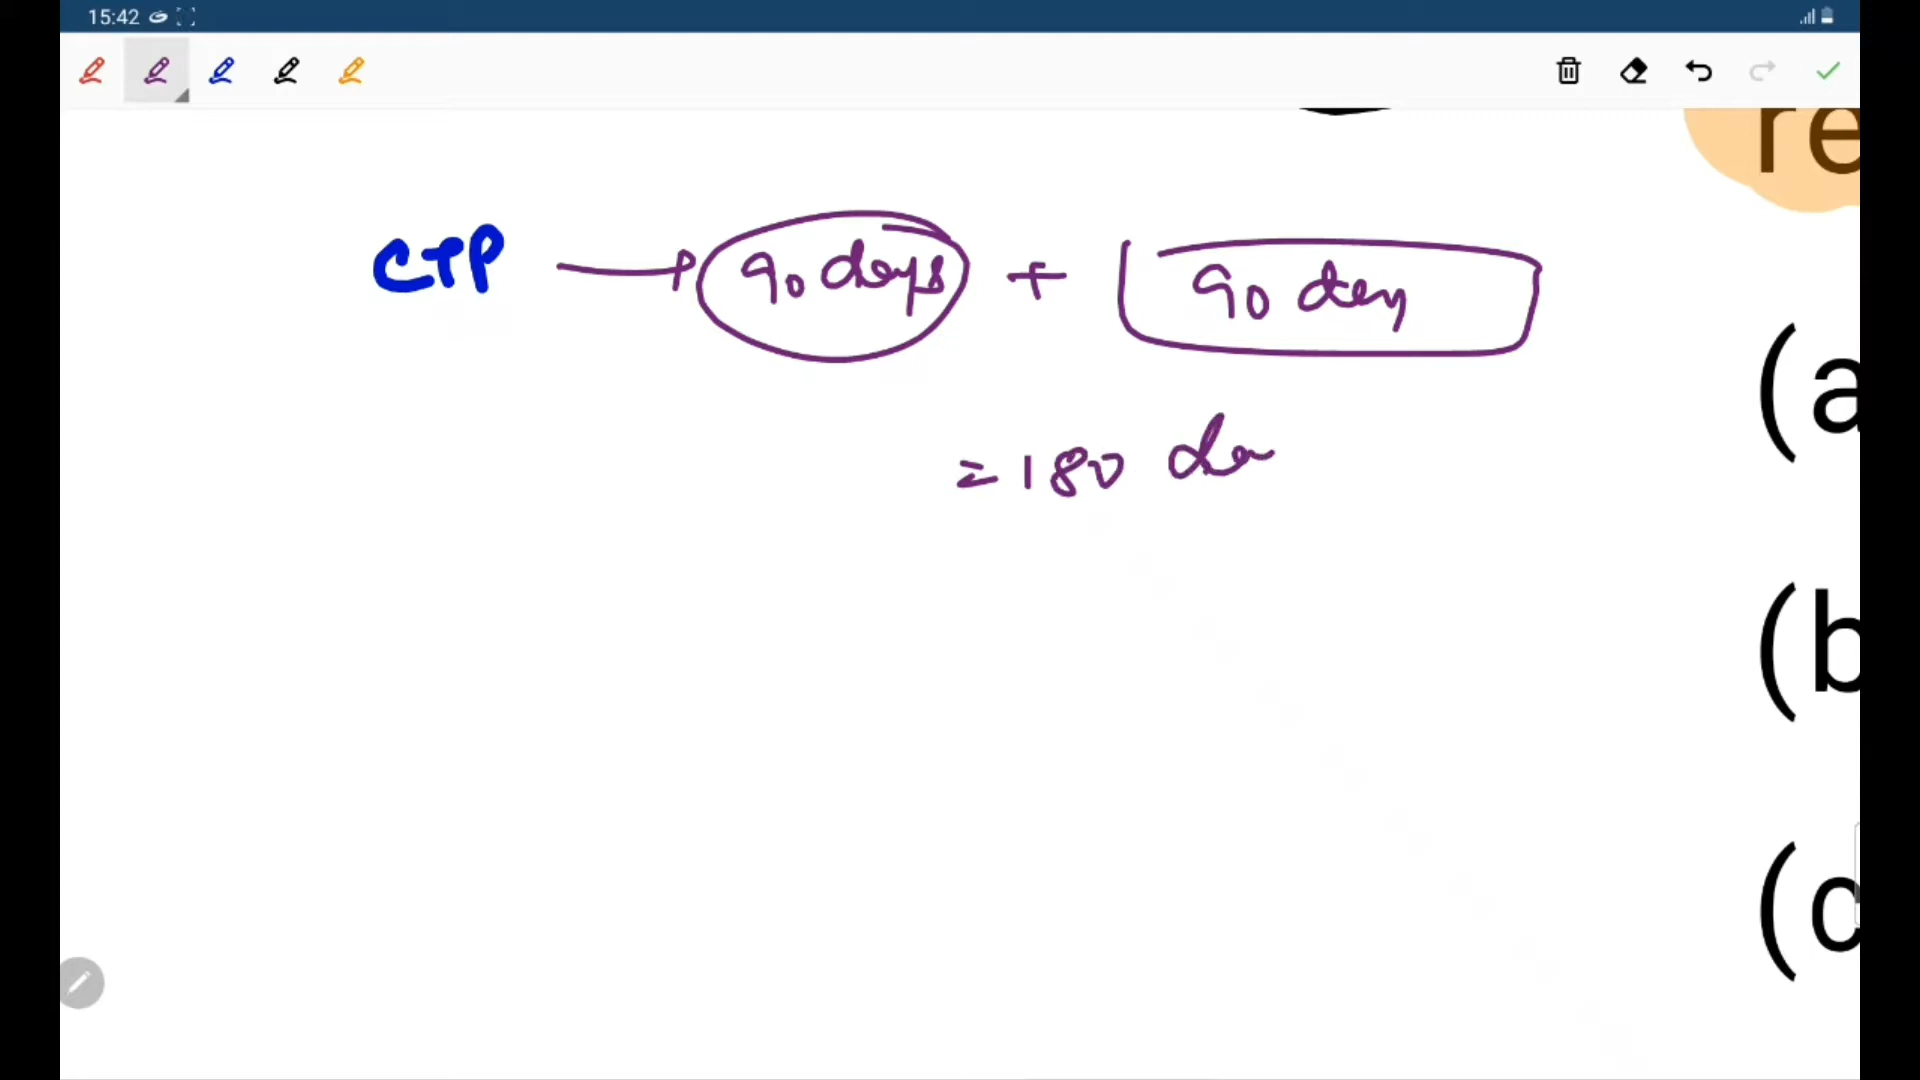 15:42
re
CTP → 90 days + 90 day
(a
= 180 da
(b
(c